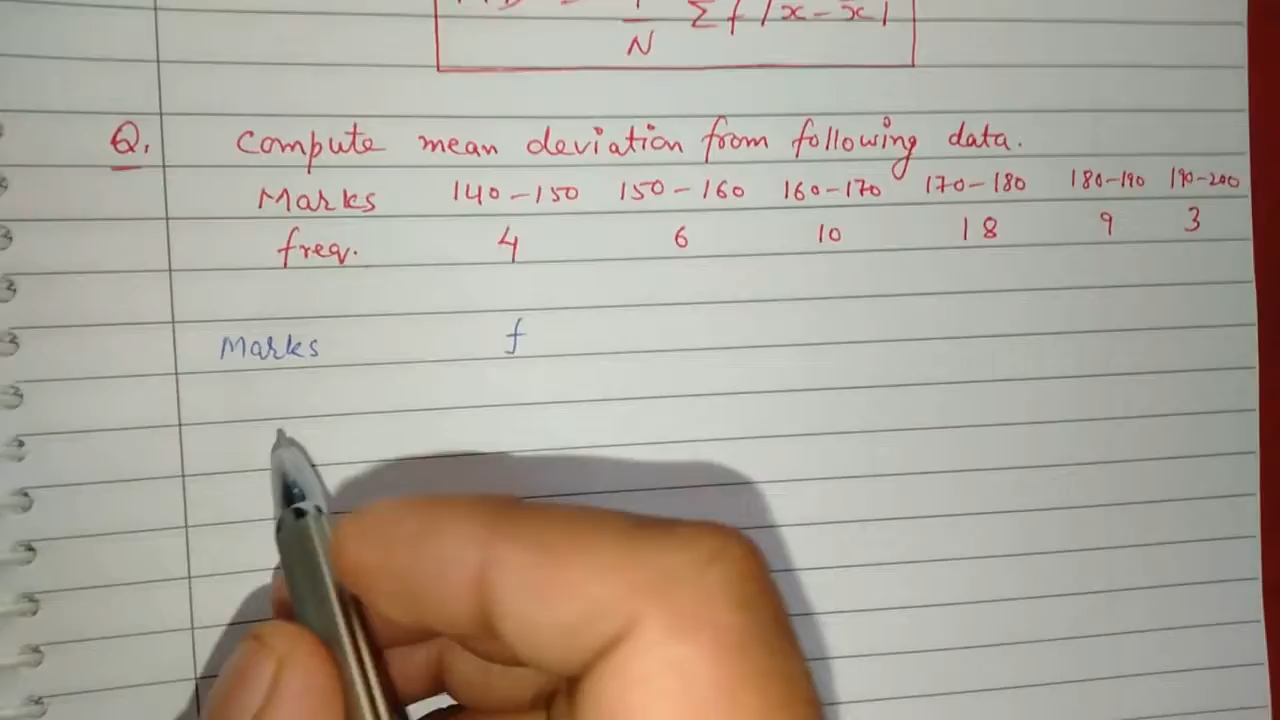 1/N Σ f |x - x̄|
Q. Compute mean deviation from following data.
Marks 140-150 150-160 160-170 170-180 180-190 190-200
freq. 4 6 10 18 9 3
Marks f